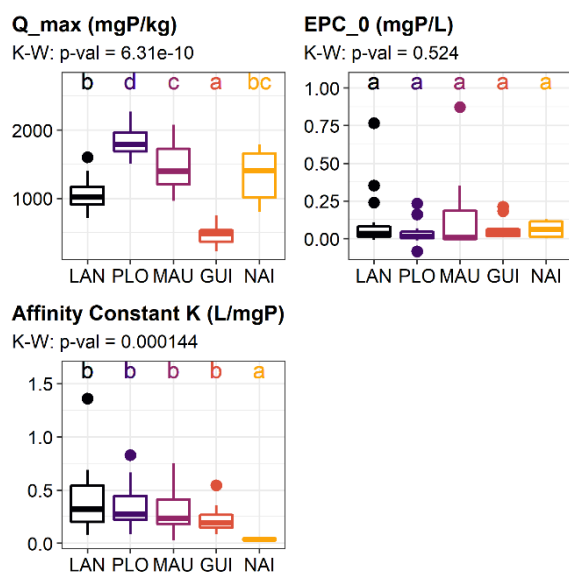 Q_max (mgP/kg)
K-W: p-val = 6.31e-10
b d c a bc
2000
1000
LAN PLO MAU GUI NAI
EPC_0 (mgP/L)
K-W: p-val = 0.524
1.00
a a a a a
0.75
0.50
0.25
0.00
LAN PLO MAU GUI NAI
Affinity Constant K (L/mgP)
K-W: p-val = 0.000144
b b b b a
1.5
1.0
0.5
0.0
LAN PLO MAU GUI NAI